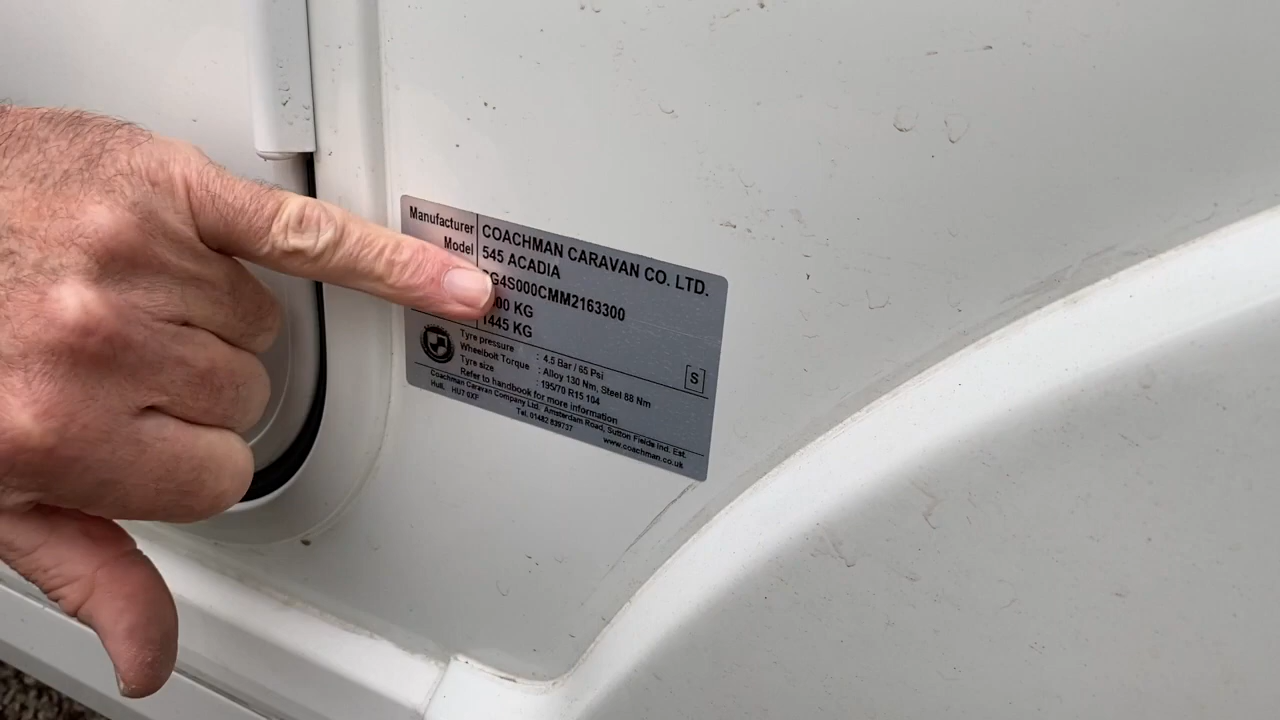 Manufacturer COACHMAN CARAVAN CO. LTD.
Model 545 ACADIA
G4S000CMM2163300
00 KG
1445 KG
Tyre pressure : 4.5 Bar / 65 Psi
Wheelbolt Torque : Alloy 130 Nm, Steel 88 Nm
Tyre size : 195/70 R15 104
S
Refer to handbook for more information
Coachman Caravan Company Ltd. Amsterdam Road, Sutton Fields Ind. Est.
Hull. HU7 0XF
Tel. 01482 839737
www.coachman.co.uk